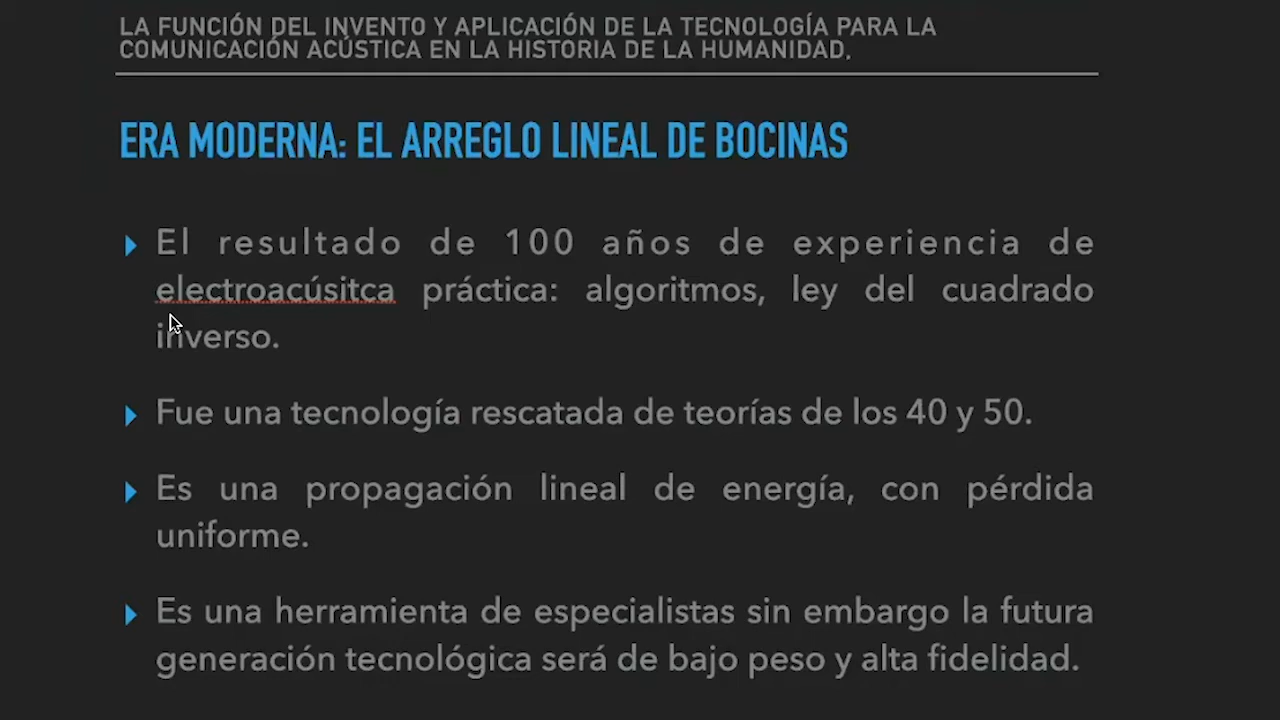 LA FUNCIÓN DEL INVENTO Y APLICACIÓN DE LA TECNOLOGÍA PARA LA
COMUNICACIÓN ACÚSTICA EN LA HISTORIA DE LA HUMANIDAD.
ERA MODERNA: EL ARREGLO LINEAL DE BOCINAS
El resultado de 100 años de experiencia de
electroacúsitca práctica: algoritmos, ley del cuadrado
inverso.
Fue una tecnología rescatada de teorías de los 40 y 50.
Es una propagación lineal de energía, con pérdida
uniforme.
Es una herramienta de especialistas sin embargo la futura
generación tecnológica será de bajo peso y alta fidelidad.